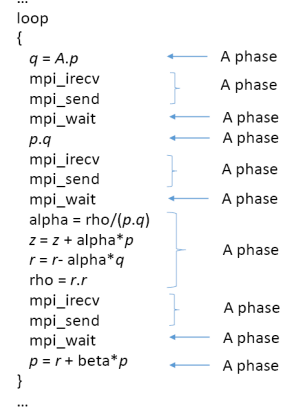 ...
loop
{
q = A.p A phase
mpi_irecv
mpi_send
A phase
mpi_wait A phase
p.q A phase
mpi_irecv
mpi_send
A phase
mpi_wait A phase
alpha = rho/(p.q)
z = z + alpha*p
r = r- alpha*q
rho = r.r
A phase
mpi_irecv
mpi_send
A phase
mpi_wait A phase
p = r + beta*p A phase
}
...